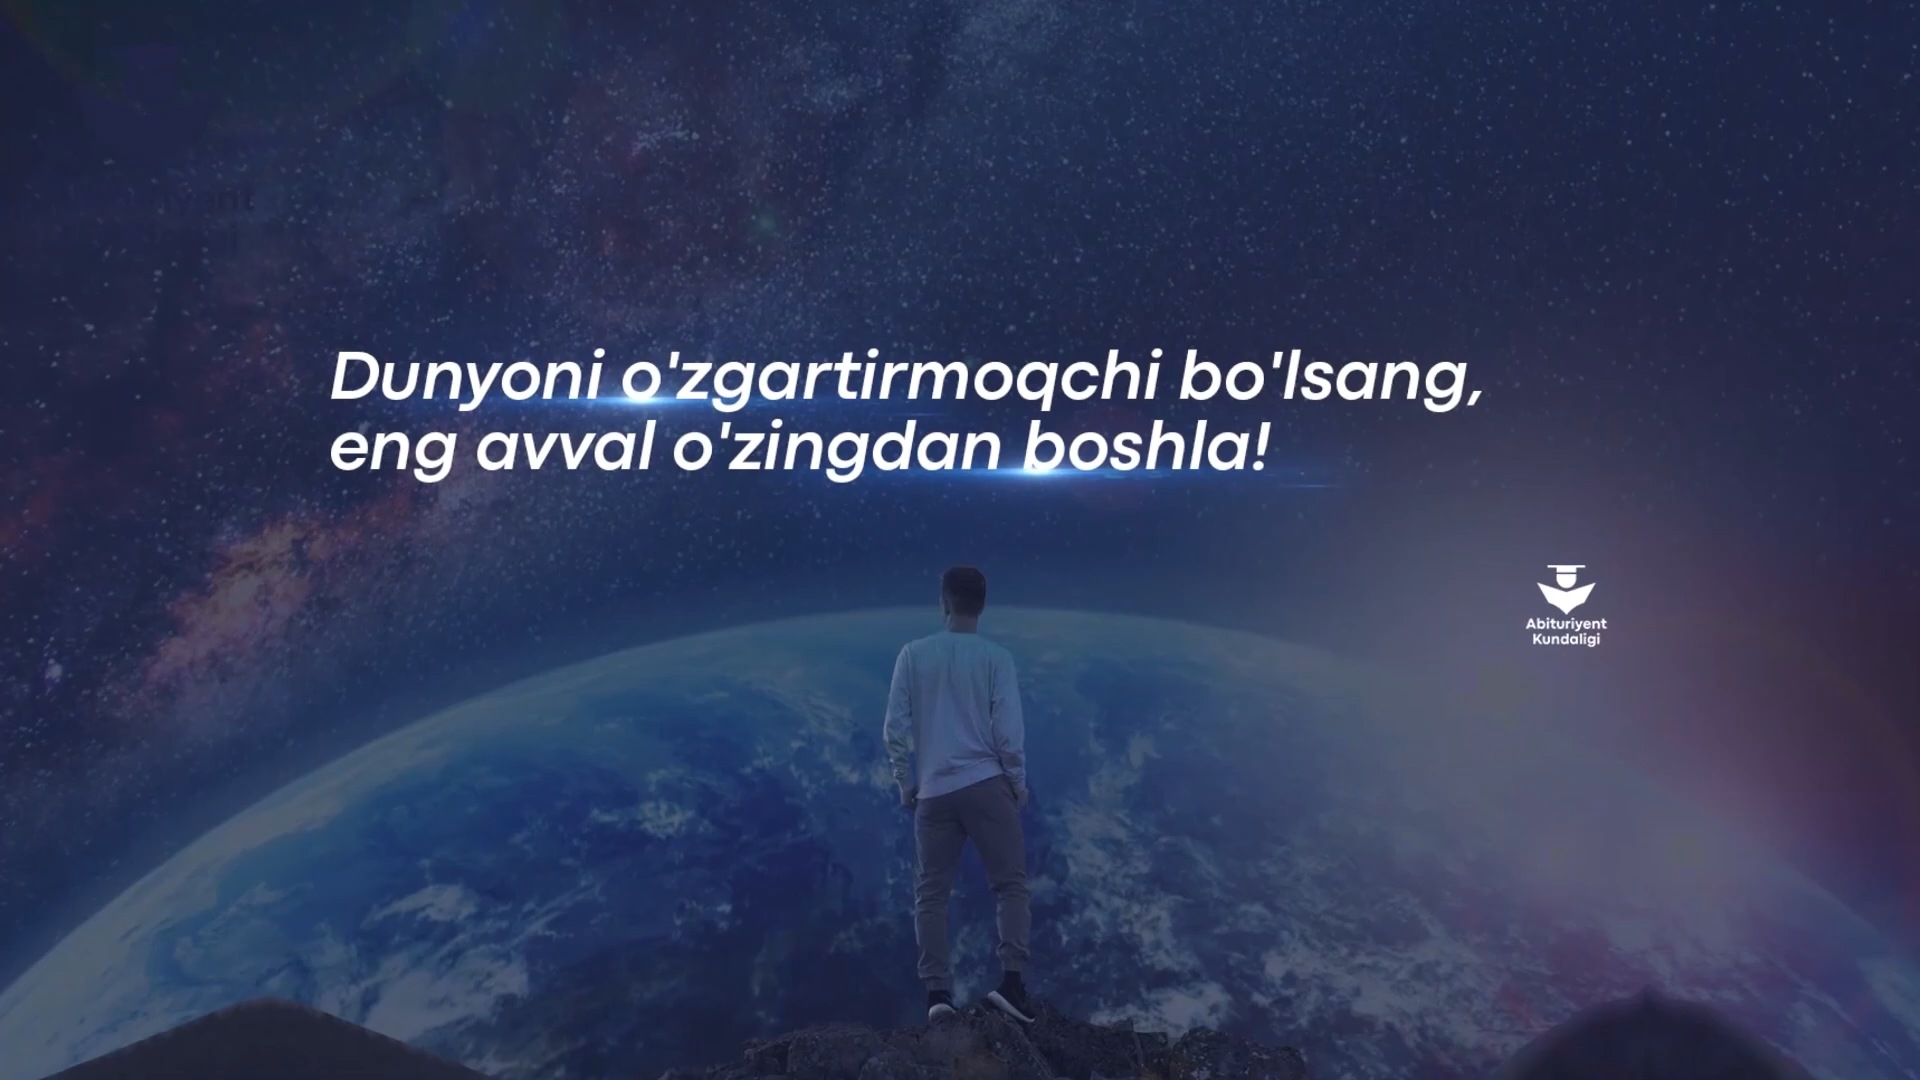 Dunyoni o'zgartirmoqchi bo'lsang,
eng avval o'zingdan boshla!
Abituriyent
Kundaligi